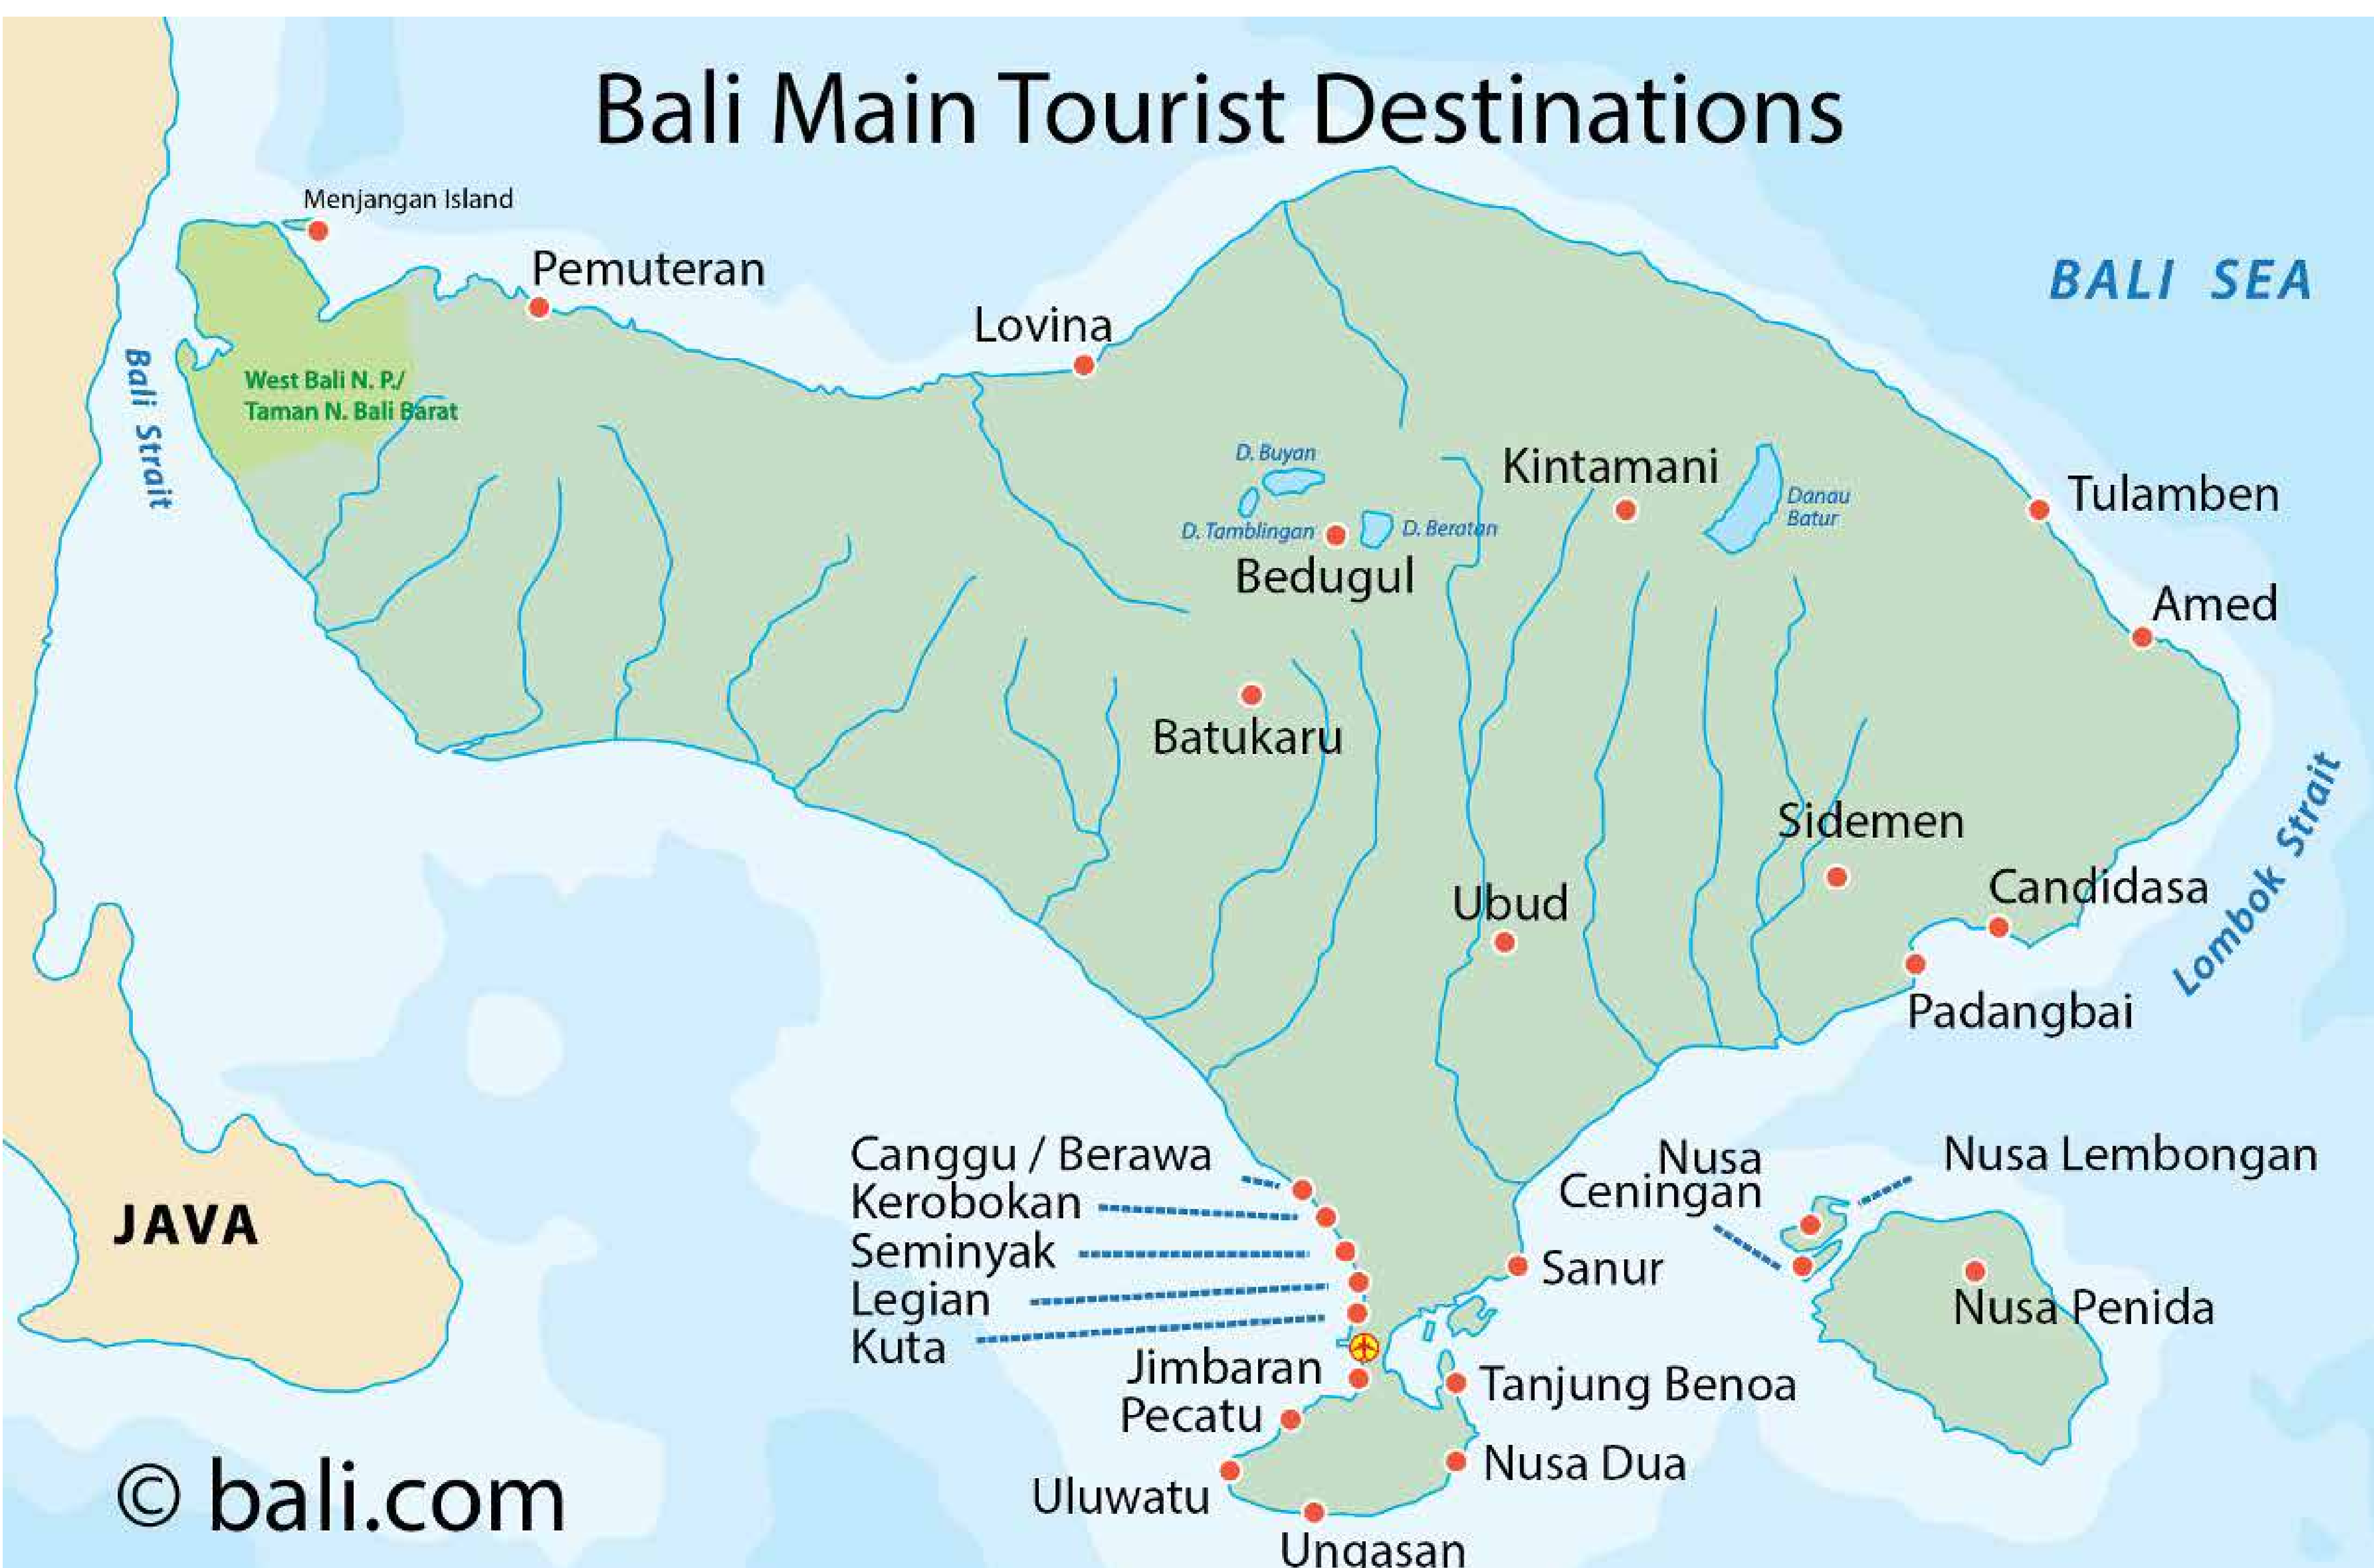 Bali Main Tourist Destinations
Menjangan Island
Pemuteran
BALI SEA
Lovina
Bali Strait
West Bali N. P./
Taman N. Bali Barat
D. Buyan
Kintamani
Danau
Batur
Tulamben
D. Tamblingan
D. Beratan
Bedugul
Amed
Batukaru
Lombok Strait
Sidemen
Candidasa
Ubud
Padangbai
Canggu / Berawa
Kerobokan
Seminyak
Legian
Kuta
Nusa
Ceningan
Nusa Lembongan
JAVA
Sanur
Nusa Penida
Jimbaran
Pecatu
Tanjung Benoa
Nusa Dua
Uluwatu
Ungasan
© bali.com